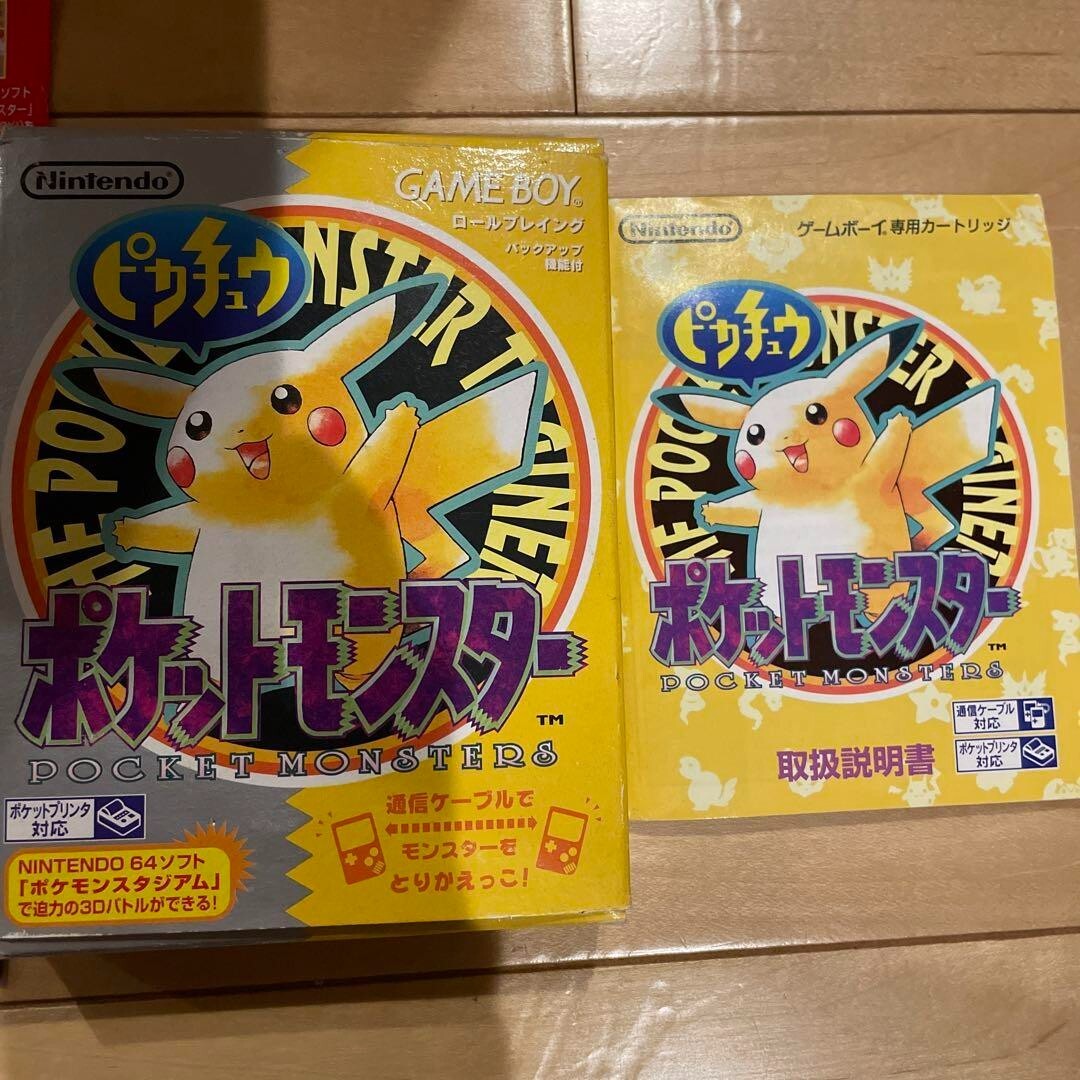 ソフト
スター」
Nintendo
GAME BOY®
ロールプレイング
バックアップ
機能付
ピカチュウ
ポケットモンスター
TM
POCKET MONSTERS
ポケットプリンタ
対応
NINTENDO 64ソフト
「ポケモンスタジアム」
で迫力の3Dバトルができる!
通信ケーブルで
モンスターを
とりかえっこ!
Nintendo
ゲームボーイ®専用カートリッジ
ピカチュウ
ポケットモンスター
TM
POCKET MONSTERS
通信ケーブル
対応
ポケットプリンタ
対応
取扱説明書